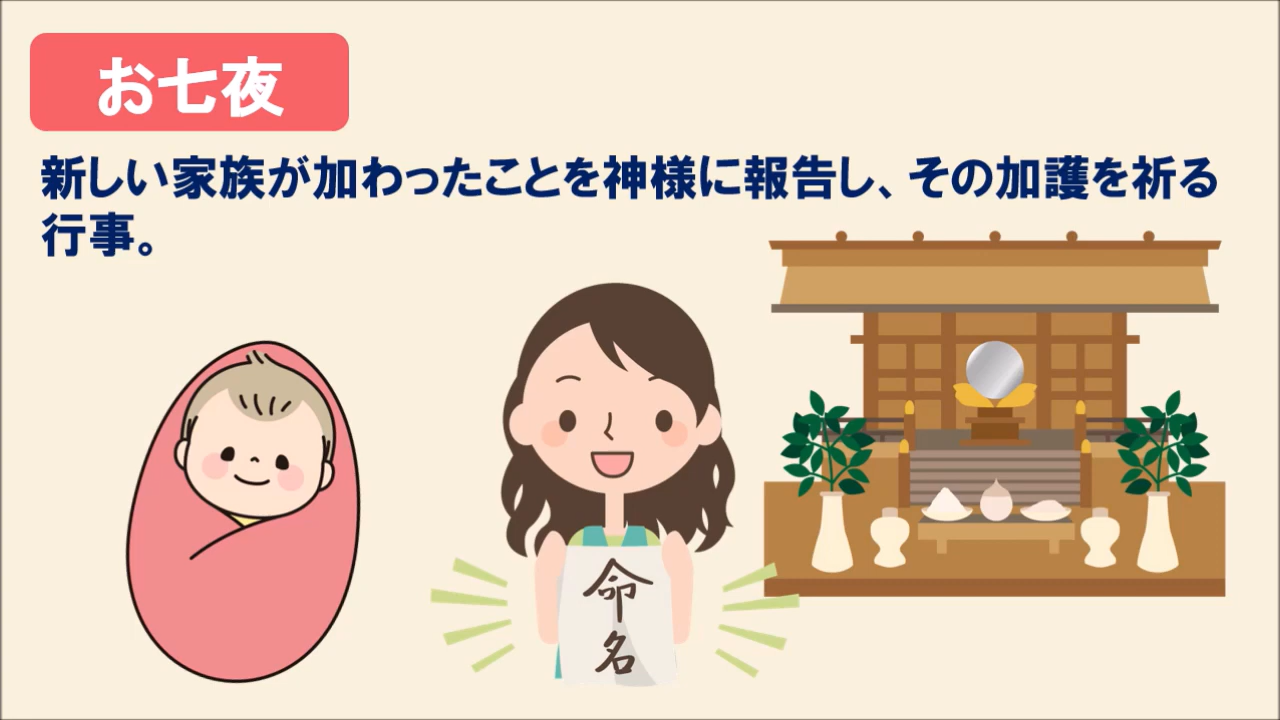 お七夜
新しい家族が加わったことを神様に報告し、その加護を祈る
行事。
命
名